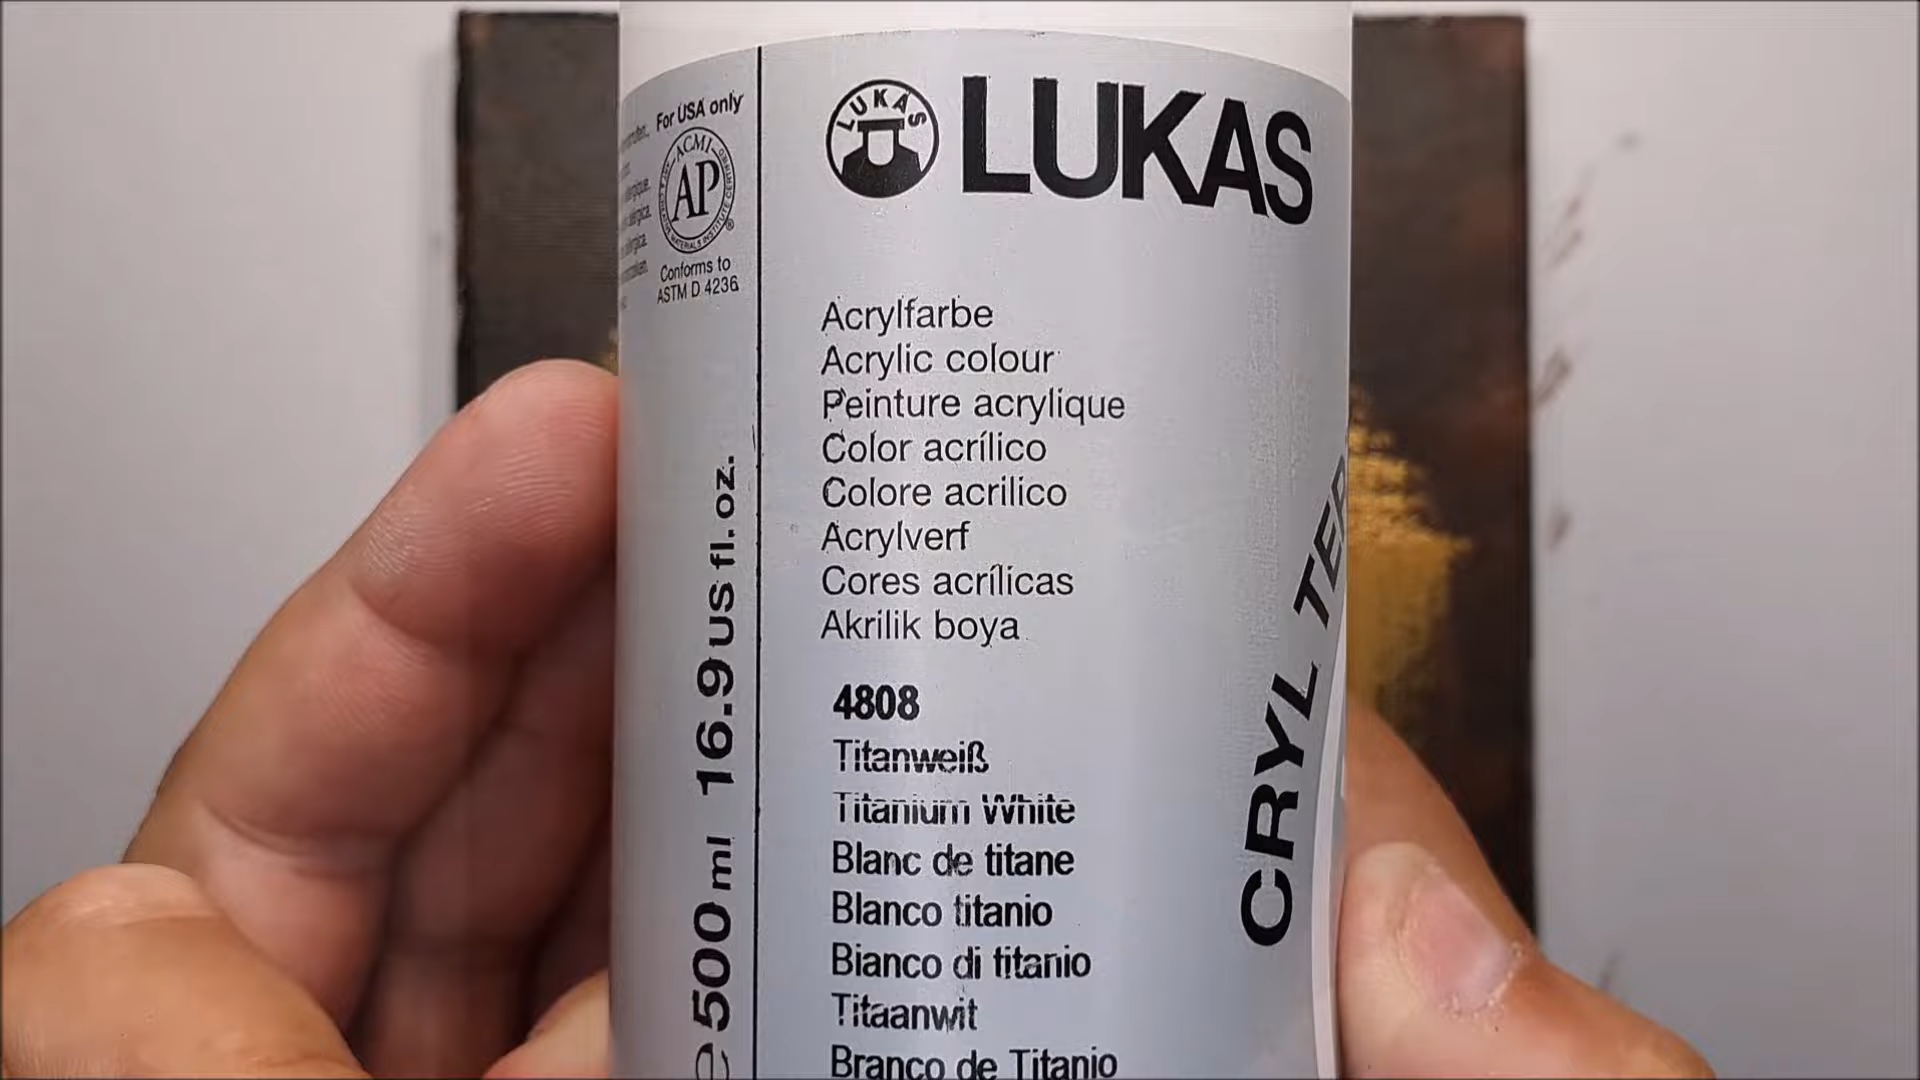 For USA only
ACMI
AP
Conforms to
ASTM D 4236
e 500 ml 16.9 US fl. oz.
LUKAS
LUKAS
Acrylfarbe
Acrylic colour
Peinture acrylique
Color acrílico
Colore acrilico
Acrylverf
Cores acrílicas
Akrilik boya
4808
Titanweiß
Titanium White
Blanc de titane
Blanco titanio
Bianco di titanio
Titaanwit
Branco de Titanio
CRYL